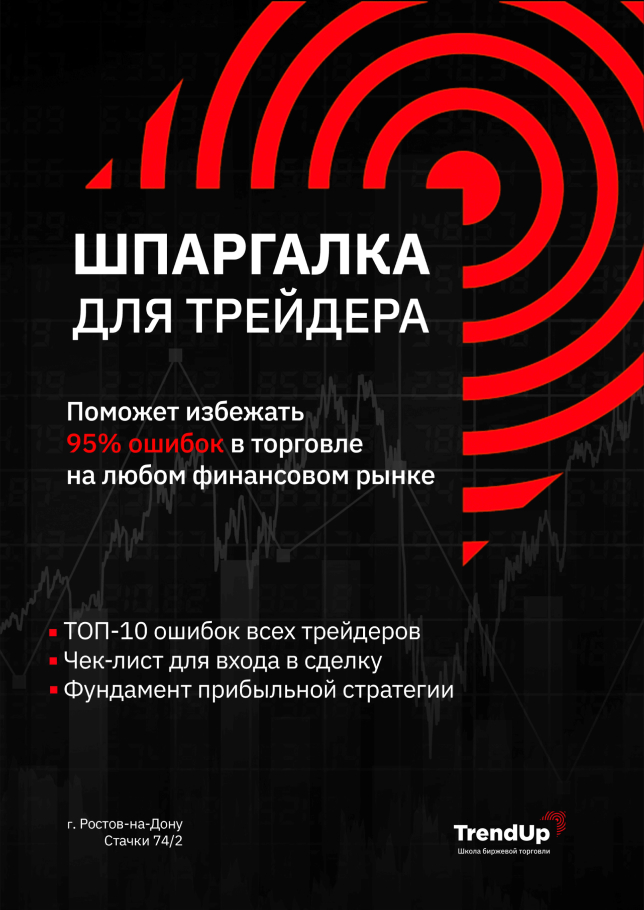 ШПАРГАЛКА
ДЛЯ ТРЕЙДЕРА
Поможет избежать
95% ошибок в торговле
на любом финансовом рынке
ТОП-10 ошибок всех трейдеров
Чек-лист для входа в сделку
Фундамент прибыльной стратегии
г. Ростов-на-Дону
Стачки 74/2
TrendUp
Школа биржевой торговли